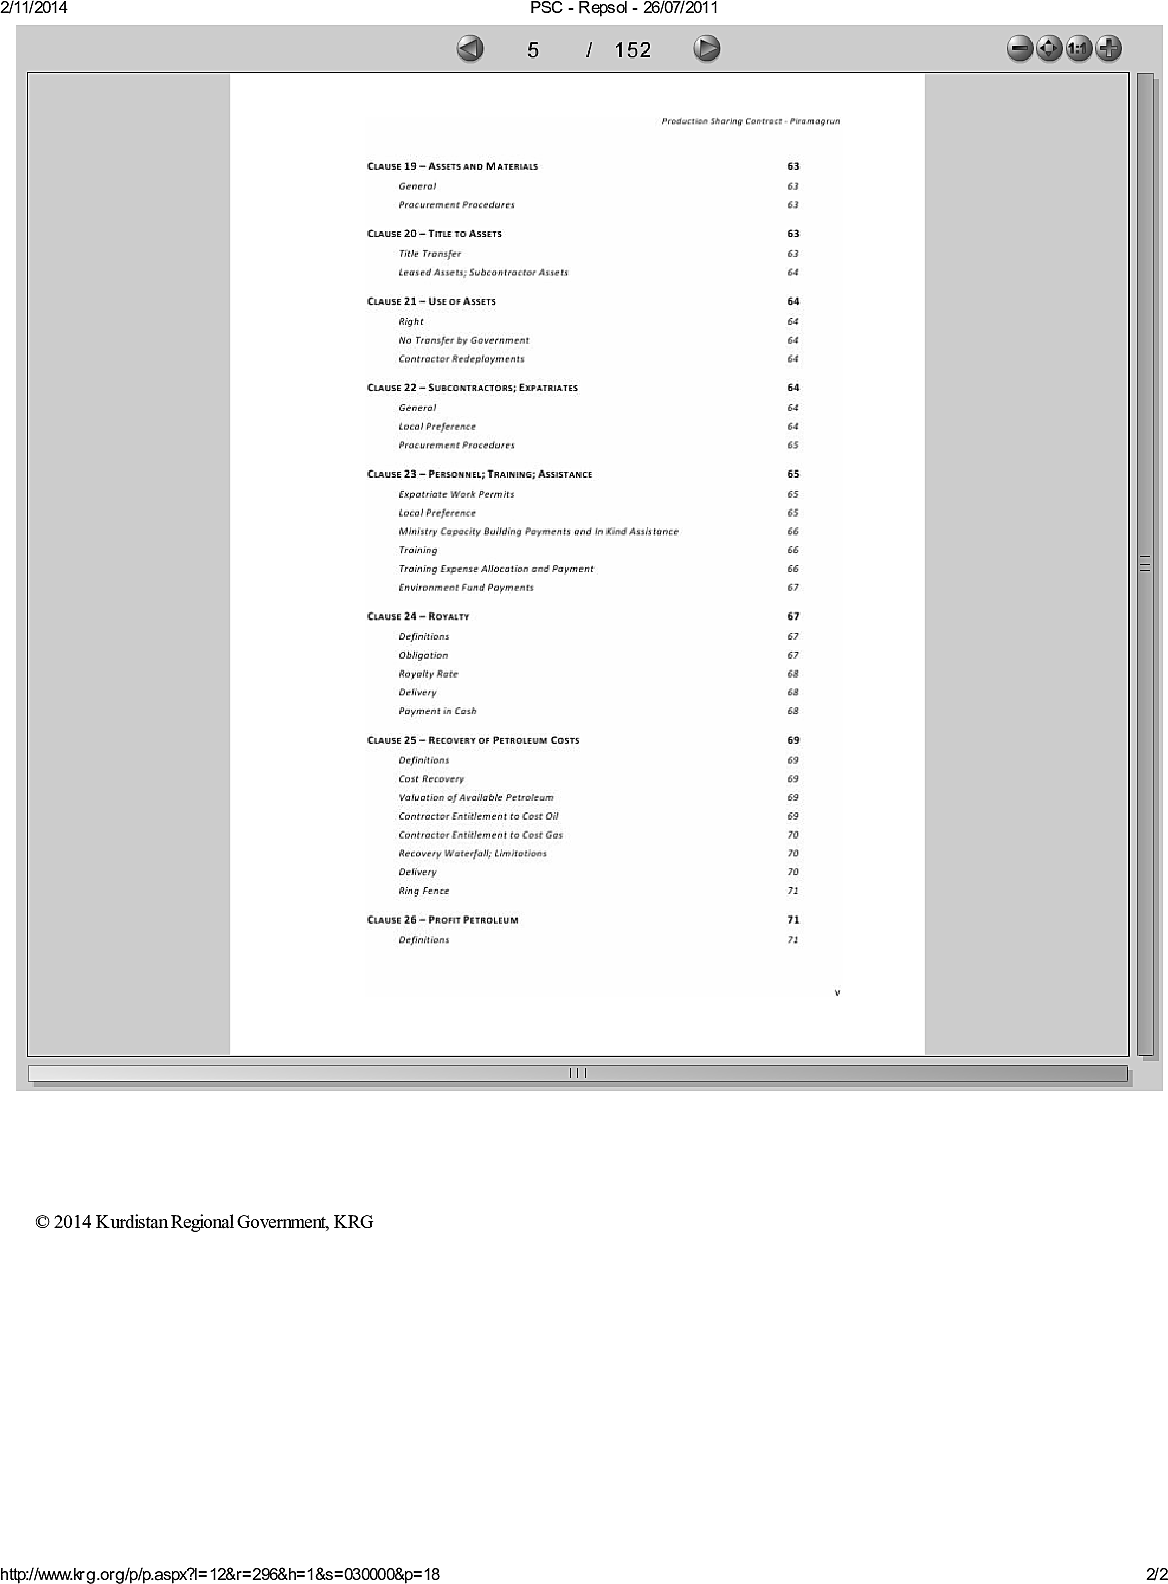 2/11/2014 PSC - Repsol - 26/07/2011
5 / 152
1:1
Production Sharing Contract - Piramagrun
CLAUSE 19 – ASSETS AND MATERIALS 63
General 63
Procurement Procedures 63
CLAUSE 20 – TITLE TO ASSETS 63
Title Transfer 63
Leased Assets; Subcontractor Assets 64
CLAUSE 21 – USE OF ASSETS 64
Right 64
No Transfer by Government 64
Contractor Redeployments 64
CLAUSE 22 – SUBCONTRACTORS; EXPATRIATES 64
General 64
Local Preference 64
Procurement Procedures 65
CLAUSE 23 – PERSONNEL; TRAINING; ASSISTANCE 65
Expatriate Work Permits 65
Local Preference 65
Ministry Capacity Building Payments and In Kind Assistance 66
Training 66
Training Expense Allocation and Payment 66
Environment Fund Payments 67
CLAUSE 24 – ROYALTY 67
Definitions 67
Obligation 67
Royalty Rate 68
Delivery 68
Payment in Cash 68
CLAUSE 25 – RECOVERY OF PETROLEUM COSTS 69
Definitions 69
Cost Recovery 69
Valuation of Available Petroleum 69
Contractor Entitlement to Cost Oil 69
Contractor Entitlement to Cost Gas 70
Recovery Waterfall; Limitations 70
Delivery 70
Ring Fence 71
CLAUSE 26 – PROFIT PETROLEUM 71
Definitions 71
v
© 2014 Kurdistan Regional Government, KRG
http://www.krg.org/p/p.aspx?l=12&r=296&h=1&s=030000&p=18 2/2